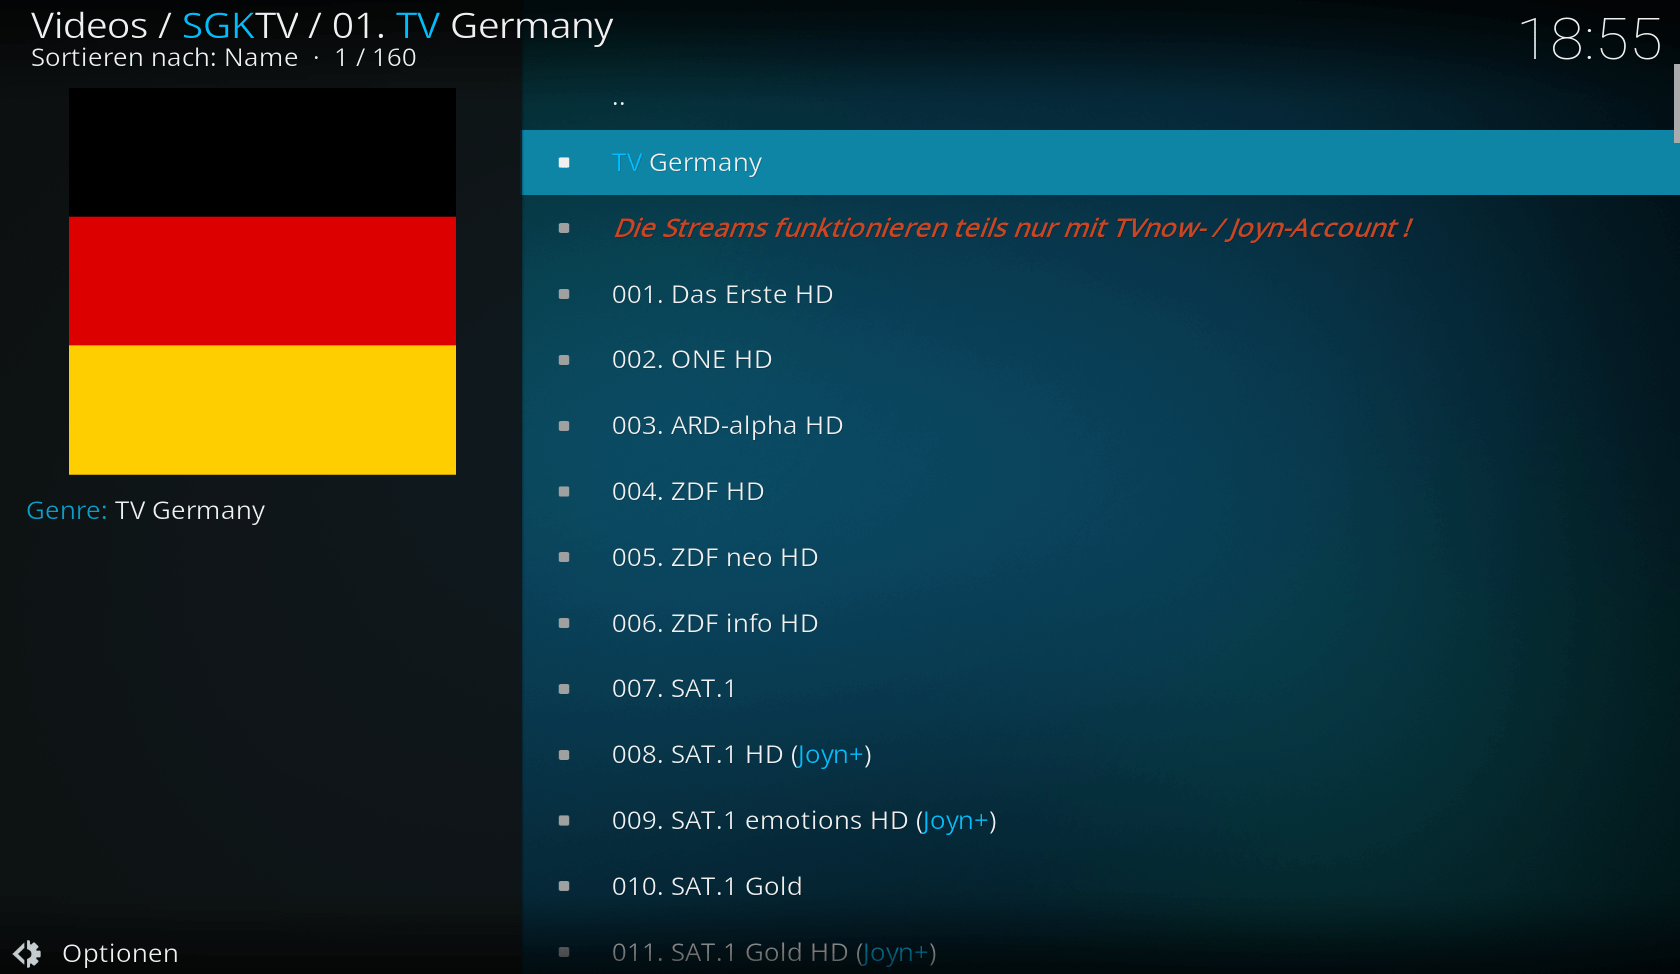 Videos / SGKTV / 01. TV Germany
Sortieren nach: Name · 1 / 160
18:55
..
TV Germany
Die Streams funktionieren teils nur mit TVnow- / Joyn-Account !
001. Das Erste HD
002. ONE HD
003. ARD-alpha HD
004. ZDF HD
005. ZDF neo HD
006. ZDF info HD
007. SAT.1
008. SAT.1 HD (Joyn+)
009. SAT.1 emotions HD (Joyn+)
010. SAT.1 Gold
011. SAT.1 Gold HD (Joyn+)
Genre: TV Germany
Optionen